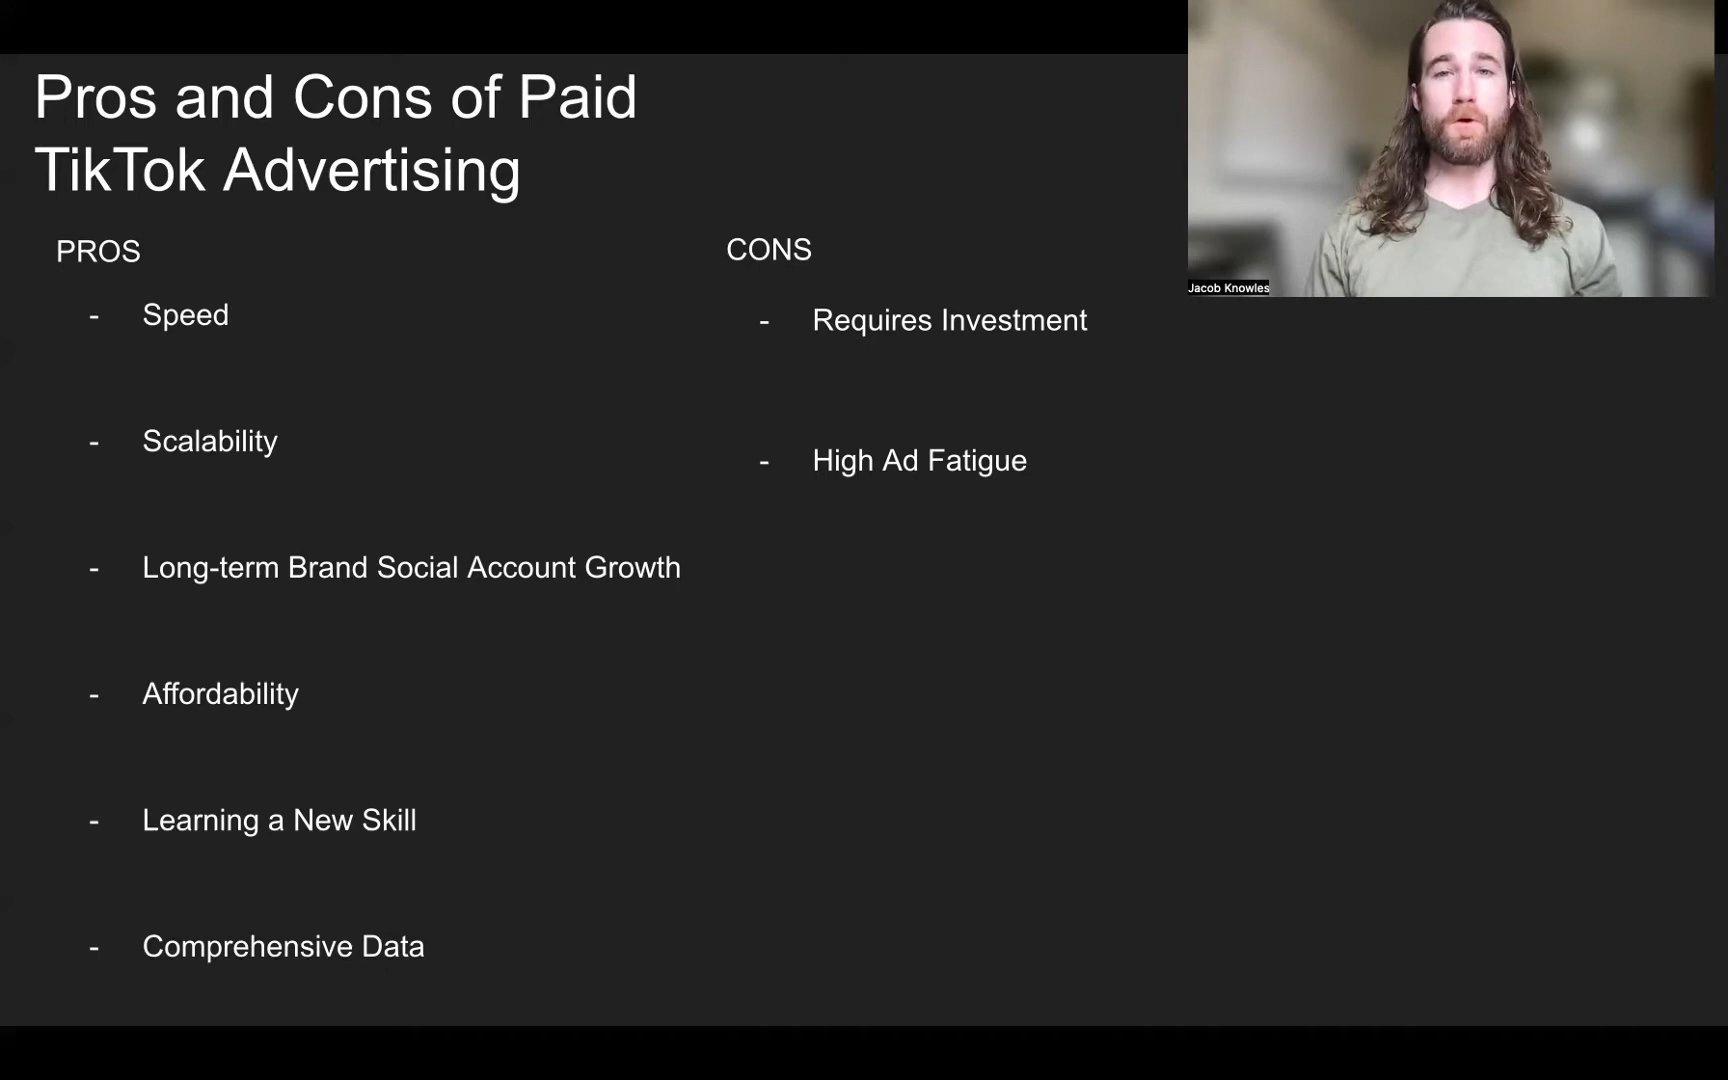 Pros and Cons of Paid
TikTok Advertising
PROS
- Speed
- Scalability
- Long-term Brand Social Account Growth
- Affordability
- Learning a New Skill
- Comprehensive Data
CONS
- Requires Investment
- High Ad Fatigue
Jacob Knowles